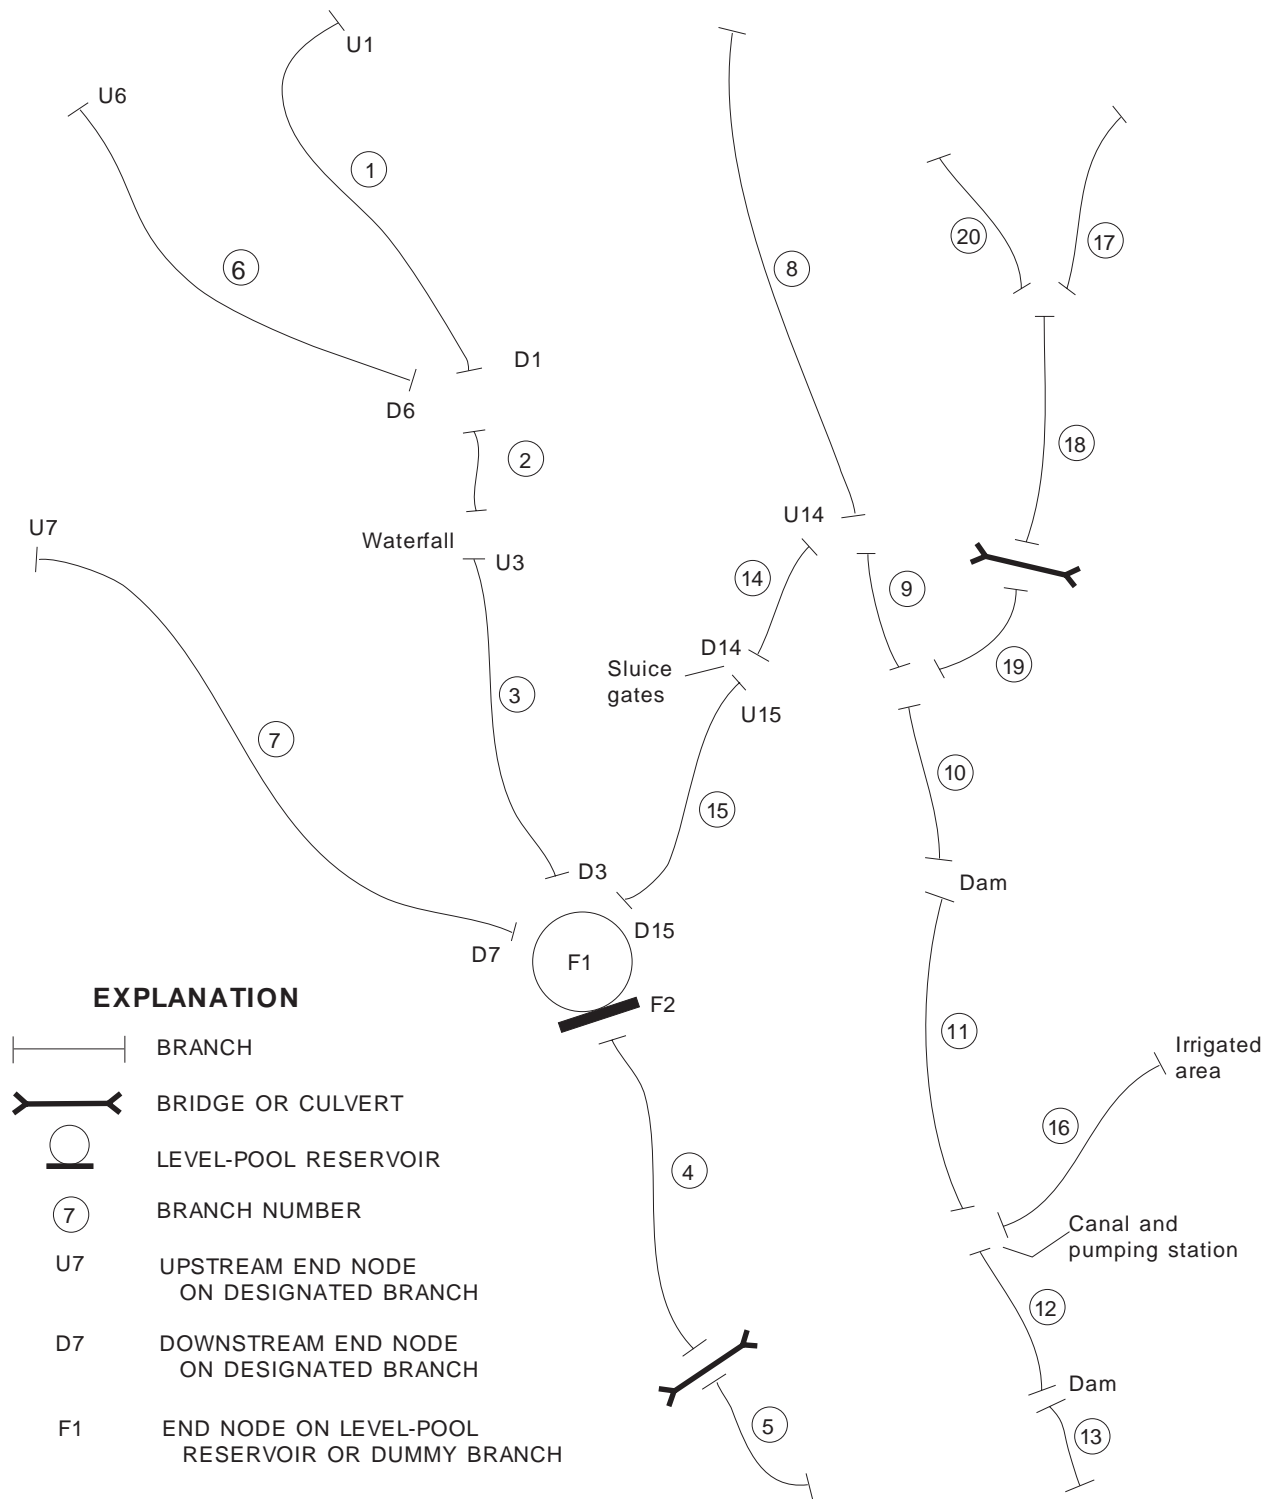 U1
U6
1
20
17
6
8
D1
D6
18
2
U14
U7
Waterfall
U3
14
9
D14
Sluice
gates
19
3
U15
7
10
15
D3
Dam
D15
D7
F1
EXPLANATION
F2
BRANCH
11
Irrigated
area
BRIDGE OR CULVERT
16
LEVEL-POOL RESERVOIR
4
7
BRANCH NUMBER
Canal and
pumping station
U7
UPSTREAM END NODE
ON DESIGNATED BRANCH
12
D7
DOWNSTREAM END NODE
ON DESIGNATED BRANCH
Dam
F1
END NODE ON LEVEL-POOL
RESERVOIR OR DUMMY BRANCH
5
13